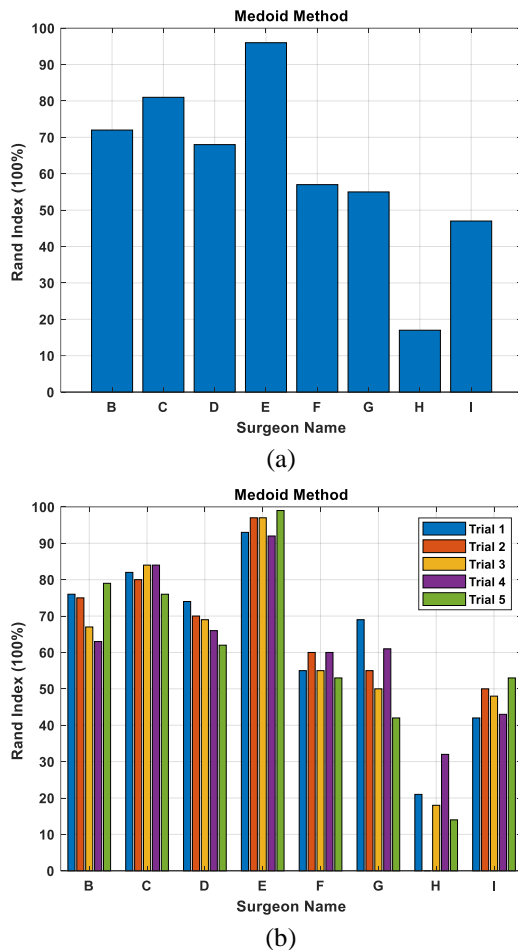 Medoid Method
100
90
80
70
60
50
40
30
20
10
0
Rand Index (100%)
B C D E F G H I
Surgeon Name
(a)
Medoid Method
100
90
80
70
60
50
40
30
20
10
0
Rand Index (100%)
Trial 1
Trial 2
Trial 3
Trial 4
Trial 5
B C D E F G H I
Surgeon Name
(b)